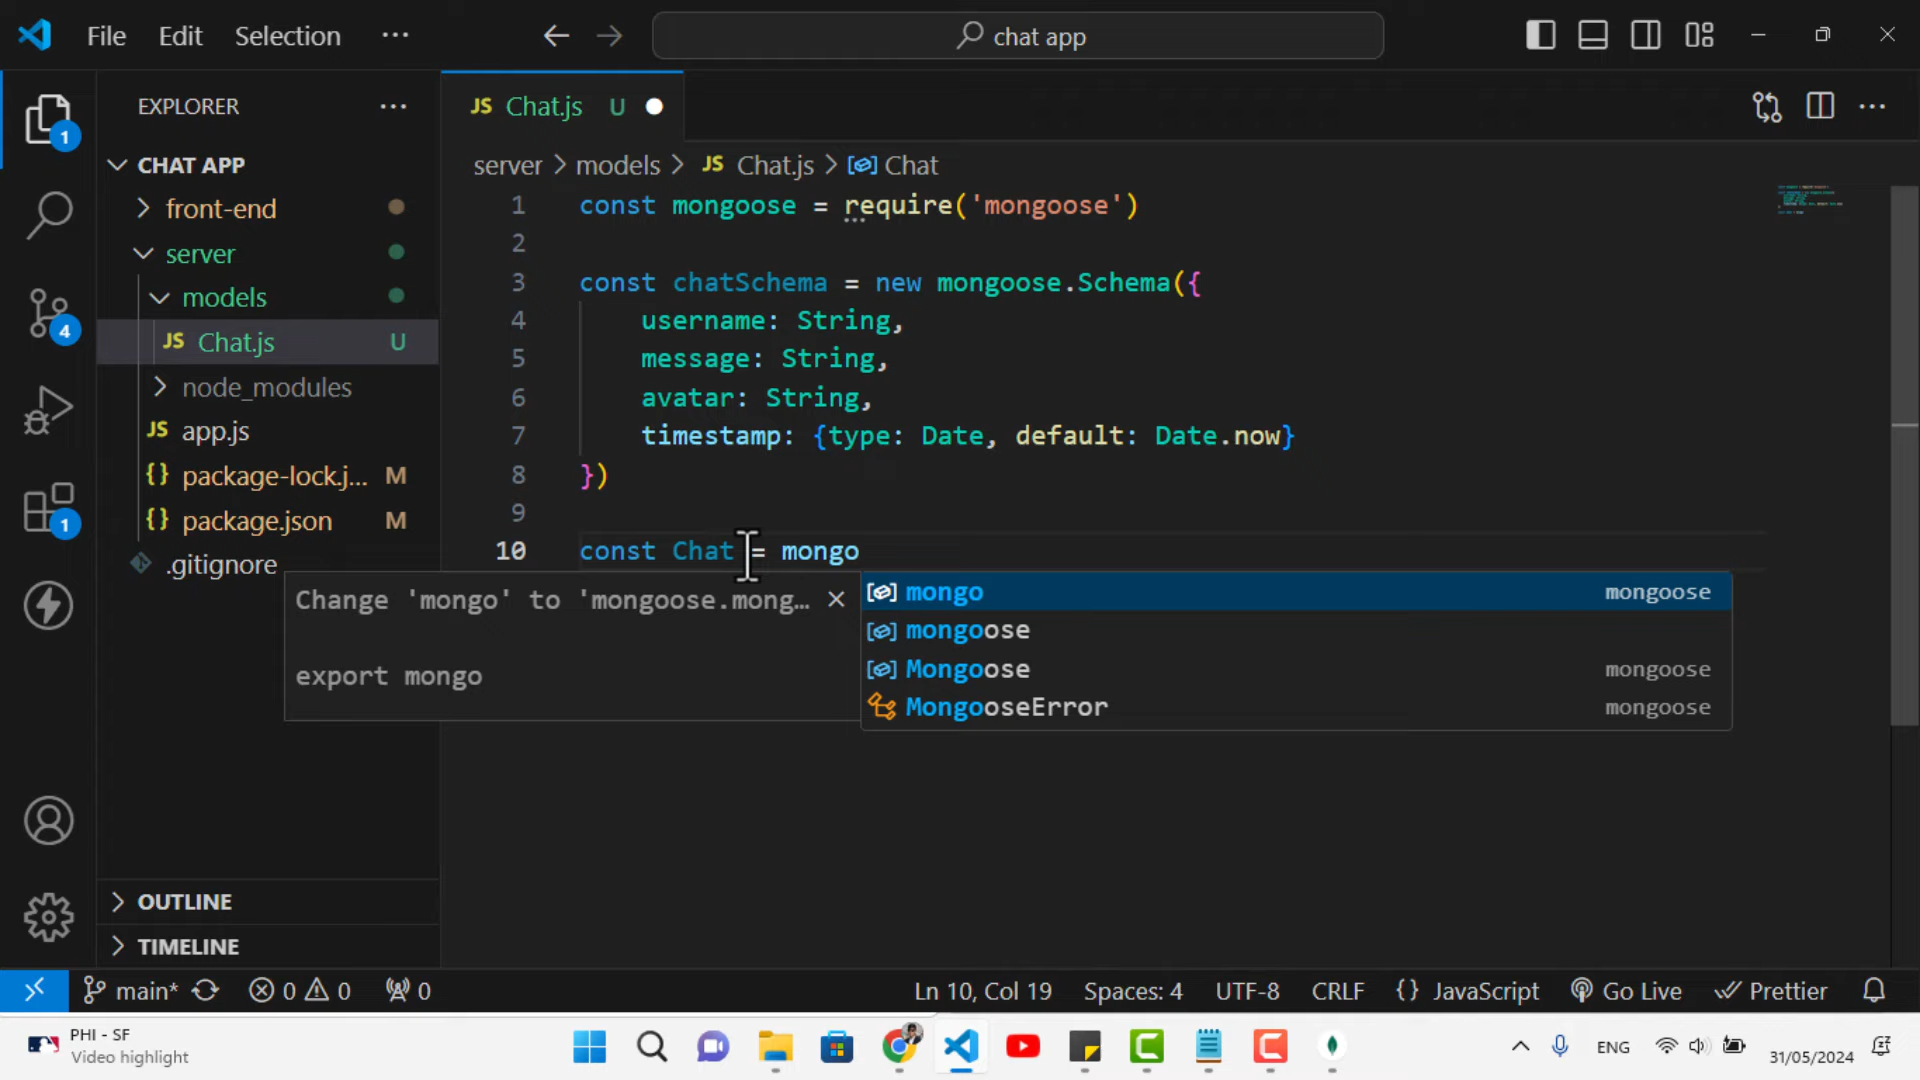 File Edit Selection ···
chat app
EXPLORER ···
1
CHAT APP
front-end
server
models
JS Chat.js U
4
node_modules
JS app.js
{} package-lock.j... M
{} package.json M
1
.gitignore
OUTLINE
TIMELINE
JS Chat.js U
server > models > JS Chat.js > Chat
1 const mongoose = require('mongoose')
2
3 const chatSchema = new mongoose.Schema({
4 username: String,
5 message: String,
6 avatar: String,
7 timestamp: {type: Date, default: Date.now}
8 })
9
10 const Chat = mongo
Change 'mongo' to 'mongoose.mong... ×
export mongo
mongo mongoose
mongoose
Mongoose mongoose
MongooseError mongoose
main* 0 0 0
Ln 10, Col 19 Spaces: 4 UTF-8 CRLF {} JavaScript Go Live Prettier
PHI - SF
Video highlight
ENG
31/05/2024